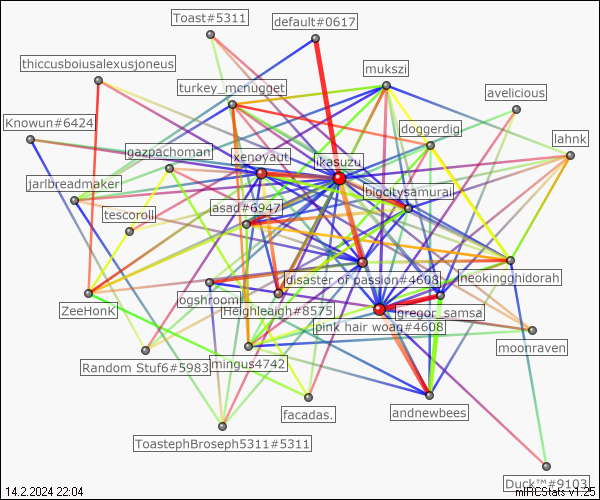 Toast#5311
default#0617
thiccusboiusalexusjoneus
mukszi
turkey_mcnugget
avelicious
Knowun#6424
doggerdig
lahnk
gazpachoman
xenoyaut
ikasuzu
jarlbreadmaker
bigcitysamurai
tescoroll
asad#6947
disaster of passion#4608
neokingghidorah
ogshroom
ZeeHonk
Heighleaigh#8575
gregor_samsa
pink hair woag#4608
moonraven
Random Stuf6#5983
mingus4742
facadas.
andnewbees
ToastephBroseph5311#5311
Duck™#9103
14.2.2024 22:04
mIRCStats v1.25